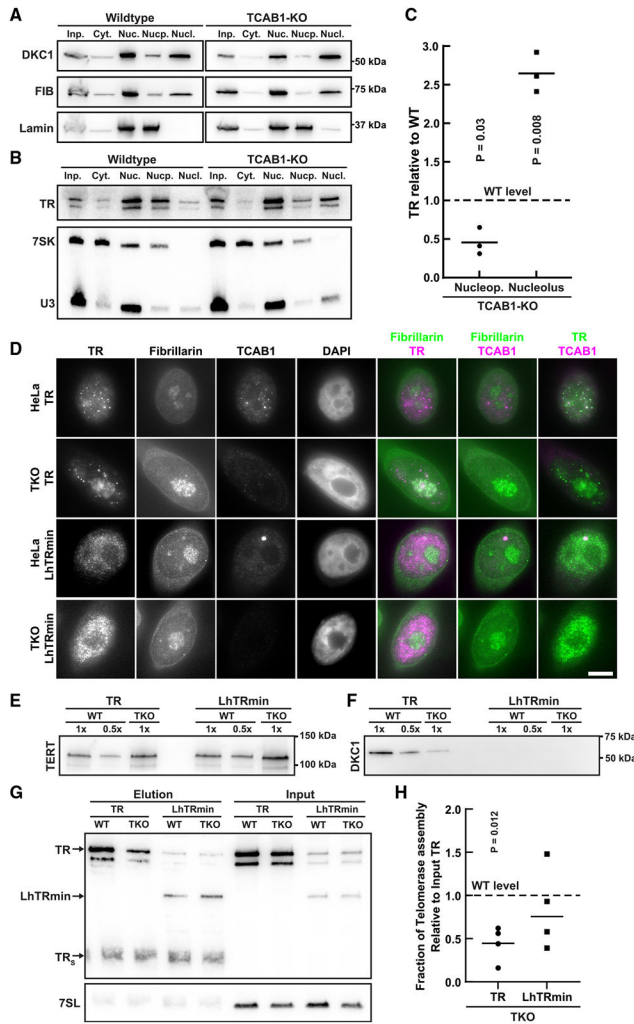 A
Wildtype TCAB1-KO
Inp. Cyt. Nuc. Nucp. Nucl. Inp. Cyt. Nuc. Nucp. Nucl.
DKC1
50 kDa
FIB
75 kDa
Lamin
37 kDa
B
Wildtype TCAB1-KO
Inp. Cyt. Nuc. Nucp. Nucl. Inp. Cyt. Nuc. Nucp. Nucl.
TR
7SK
U3
C
TR relative to WT
3.0
2.5
2.0
1.5
1.0
0.5
0.0
P = 0.03
P = 0.008
WT level
Nucleop. Nucleolus
TCAB1-KO
D
TR Fibrillarin TCAB1 DAPI
Fibrillarin Fibrillarin TR
TR TCAB1 TCAB1
HeLa
TR
TKO
TR
HeLa
LhTRmin
TKO
LhTRmin
E
TR LhTRmin
WT TKO WT TKO
1x 0.5x 1x 1x 0.5x 1x
TERT
150 kDa
100 kDa
F
TR LhTRmin
WT TKO WT TKO
1x 0.5x 1x 1x 0.5x 1x
DKC1
75 kDa
50 kDa
G
Elution Input
TR LhTRmin TR LhTRmin
WT TKO WT TKO WT TKO WT TKO
TR
LhTRmin
TRS
7SL
H
Fraction of Telomerase assembly
Relative to Input TR
2.0
1.5
1.0
0.5
0.0
P = 0.012
WT level
TR LhTRmin
TKO